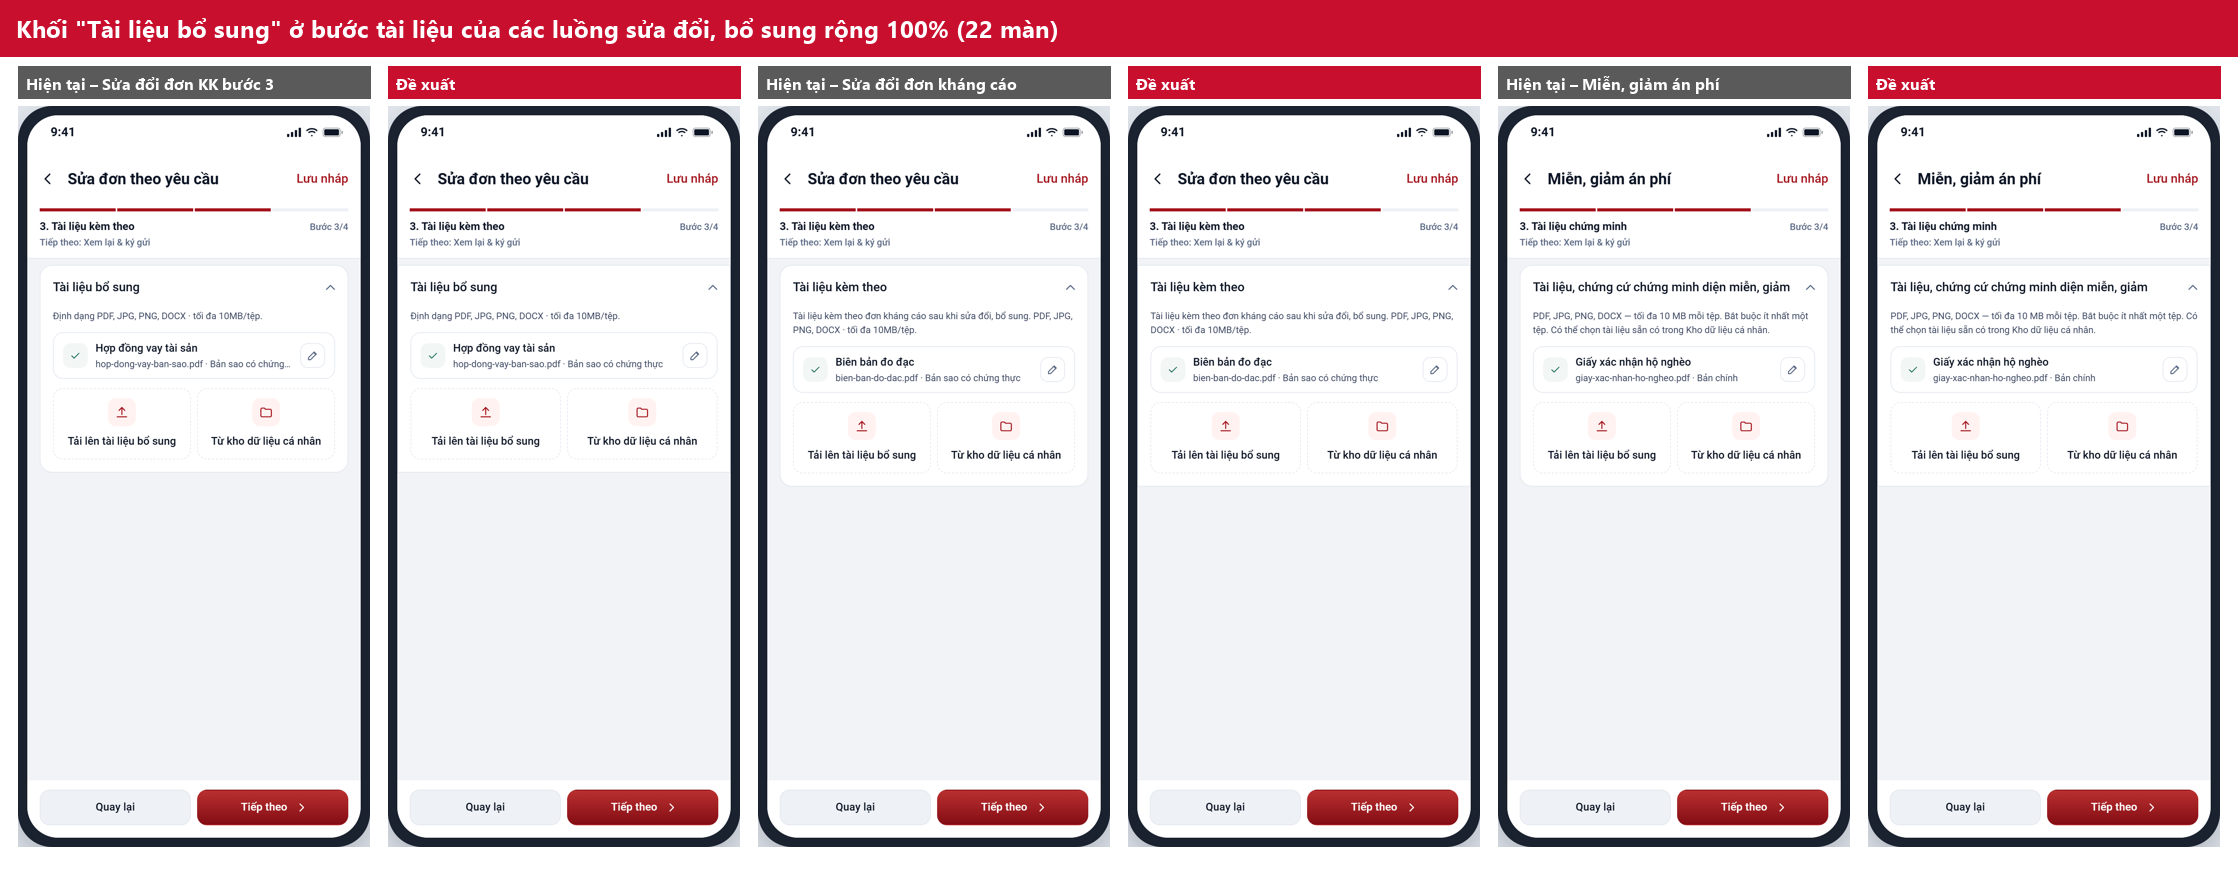 Khối "Tài liệu bổ sung" ở bước tài liệu của các luồng sửa đổi, bổ sung rộng 100% (22 màn)
Hiện tại – Sửa đổi đơn KK bước 3
9:41
Sửa đơn theo yêu cầu
Lưu nháp
3. Tài liệu kèm theo
Bước 3/4
Tiếp theo: Xem lại & ký gửi
Tài liệu bổ sung
Định dạng PDF, JPG, PNG, DOCX · tối đa 10MB/tệp.
Hợp đồng vay tài sản
hop-dong-vay-ban-sao.pdf · Bản sao có chứng...
Tải lên tài liệu bổ sung
Từ kho dữ liệu cá nhân
Quay lại
Tiếp theo
Đề xuất
9:41
Sửa đơn theo yêu cầu
Lưu nháp
3. Tài liệu kèm theo
Bước 3/4
Tiếp theo: Xem lại & ký gửi
Tài liệu bổ sung
Định dạng PDF, JPG, PNG, DOCX · tối đa 10MB/tệp.
Hợp đồng vay tài sản
hop-dong-vay-ban-sao.pdf · Bản sao có chứng thực
Tải lên tài liệu bổ sung
Từ kho dữ liệu cá nhân
Quay lại
Tiếp theo
Hiện tại – Sửa đổi đơn kháng cáo
9:41
Sửa đơn theo yêu cầu
Lưu nháp
3. Tài liệu kèm theo
Bước 3/4
Tiếp theo: Xem lại & ký gửi
Tài liệu kèm theo
Tài liệu kèm theo đơn kháng cáo sau khi sửa đổi, bổ sung. PDF, JPG,
PNG, DOCX · tối đa 10MB/tệp.
Biên bản đo đạc
bien-ban-do-dac.pdf · Bản sao có chứng thực
Tải lên tài liệu bổ sung
Từ kho dữ liệu cá nhân
Quay lại
Tiếp theo
Đề xuất
9:41
Sửa đơn theo yêu cầu
Lưu nháp
3. Tài liệu kèm theo
Bước 3/4
Tiếp theo: Xem lại & ký gửi
Tài liệu kèm theo
Tài liệu kèm theo đơn kháng cáo sau khi sửa đổi, bổ sung. PDF, JPG, PNG,
DOCX · tối đa 10MB/tệp.
Biên bản đo đạc
bien-ban-do-dac.pdf · Bản sao có chứng thực
Tải lên tài liệu bổ sung
Từ kho dữ liệu cá nhân
Quay lại
Tiếp theo
Hiện tại – Miễn, giảm án phí
9:41
Miễn, giảm án phí
Lưu nháp
3. Tài liệu chứng minh
Bước 3/4
Tiếp theo: Xem lại & ký gửi
Tài liệu, chứng cứ chứng minh diện miễn, giảm
PDF, JPG, PNG, DOCX — tối đa 10 MB mỗi tệp. Bắt buộc ít nhất một
tệp. Có thể chọn tài liệu sẵn có trong Kho dữ liệu cá nhân.
Giấy xác nhận hộ nghèo
giay-xac-nhan-ho-ngheo.pdf · Bản chính
Tải lên tài liệu bổ sung
Từ kho dữ liệu cá nhân
Quay lại
Tiếp theo
Đề xuất
9:41
Miễn, giảm án phí
Lưu nháp
3. Tài liệu chứng minh
Bước 3/4
Tiếp theo: Xem lại & ký gửi
Tài liệu, chứng cứ chứng minh diện miễn, giảm
PDF, JPG, PNG, DOCX — tối đa 10 MB mỗi tệp. Bắt buộc ít nhất một tệp. Có
thể chọn tài liệu sẵn có trong Kho dữ liệu cá nhân.
Giấy xác nhận hộ nghèo
giay-xac-nhan-ho-ngheo.pdf · Bản chính
Tải lên tài liệu bổ sung
Từ kho dữ liệu cá nhân
Quay lại
Tiếp theo